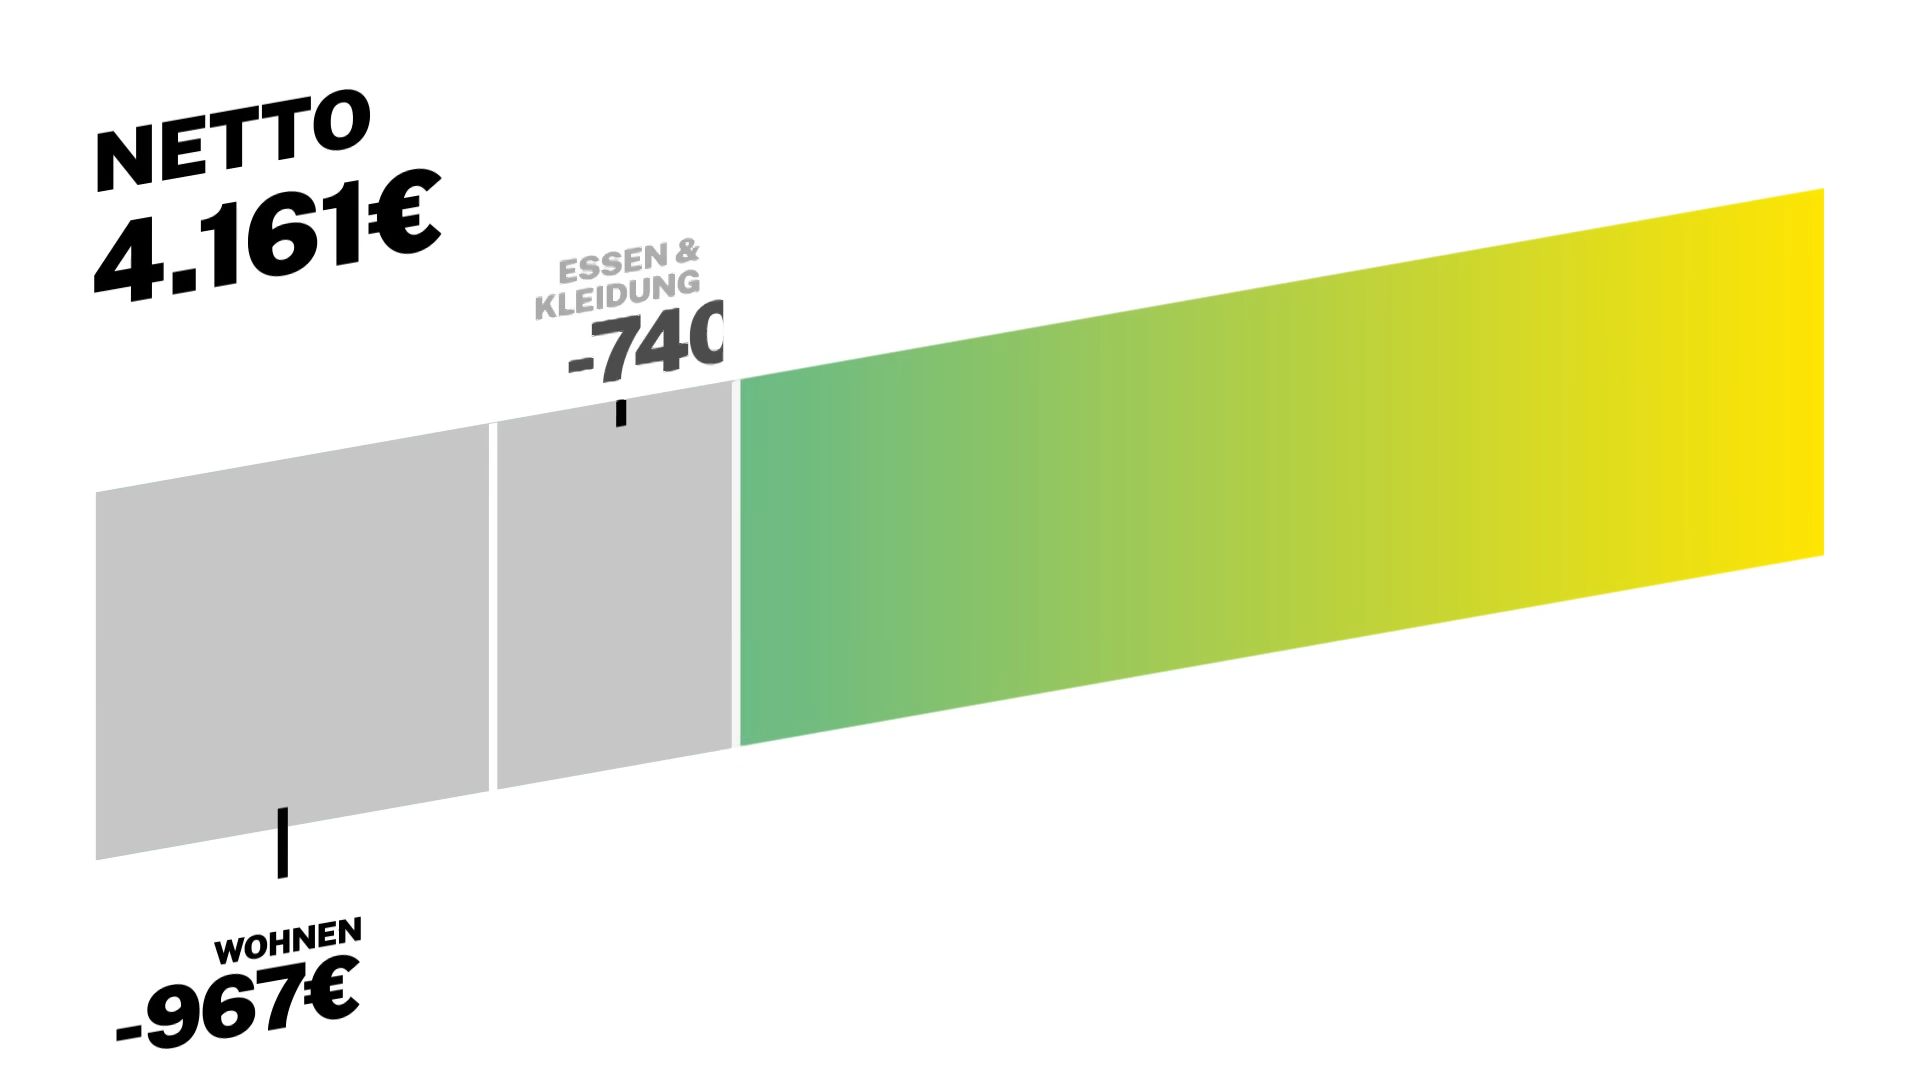 NETTO
4.161€
ESSEN &
KLEIDUNG
-740
WOHNEN
-967€